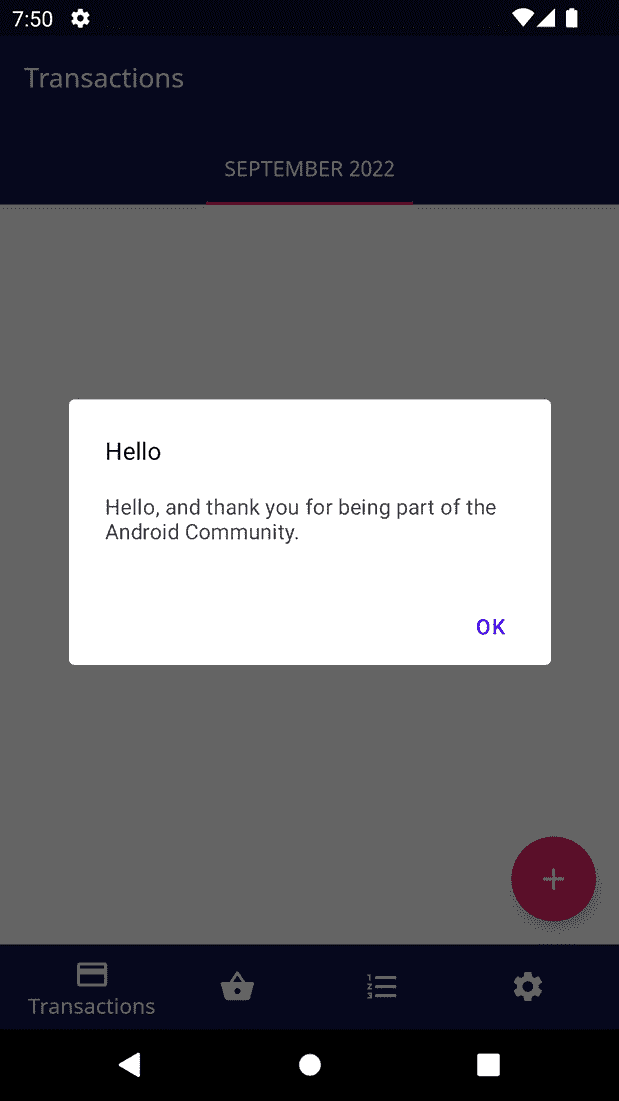 7:50
Transactions
SEPTEMBER 2022
Hello
Hello, and thank you for being part of the
Android Community.
OK
Transactions